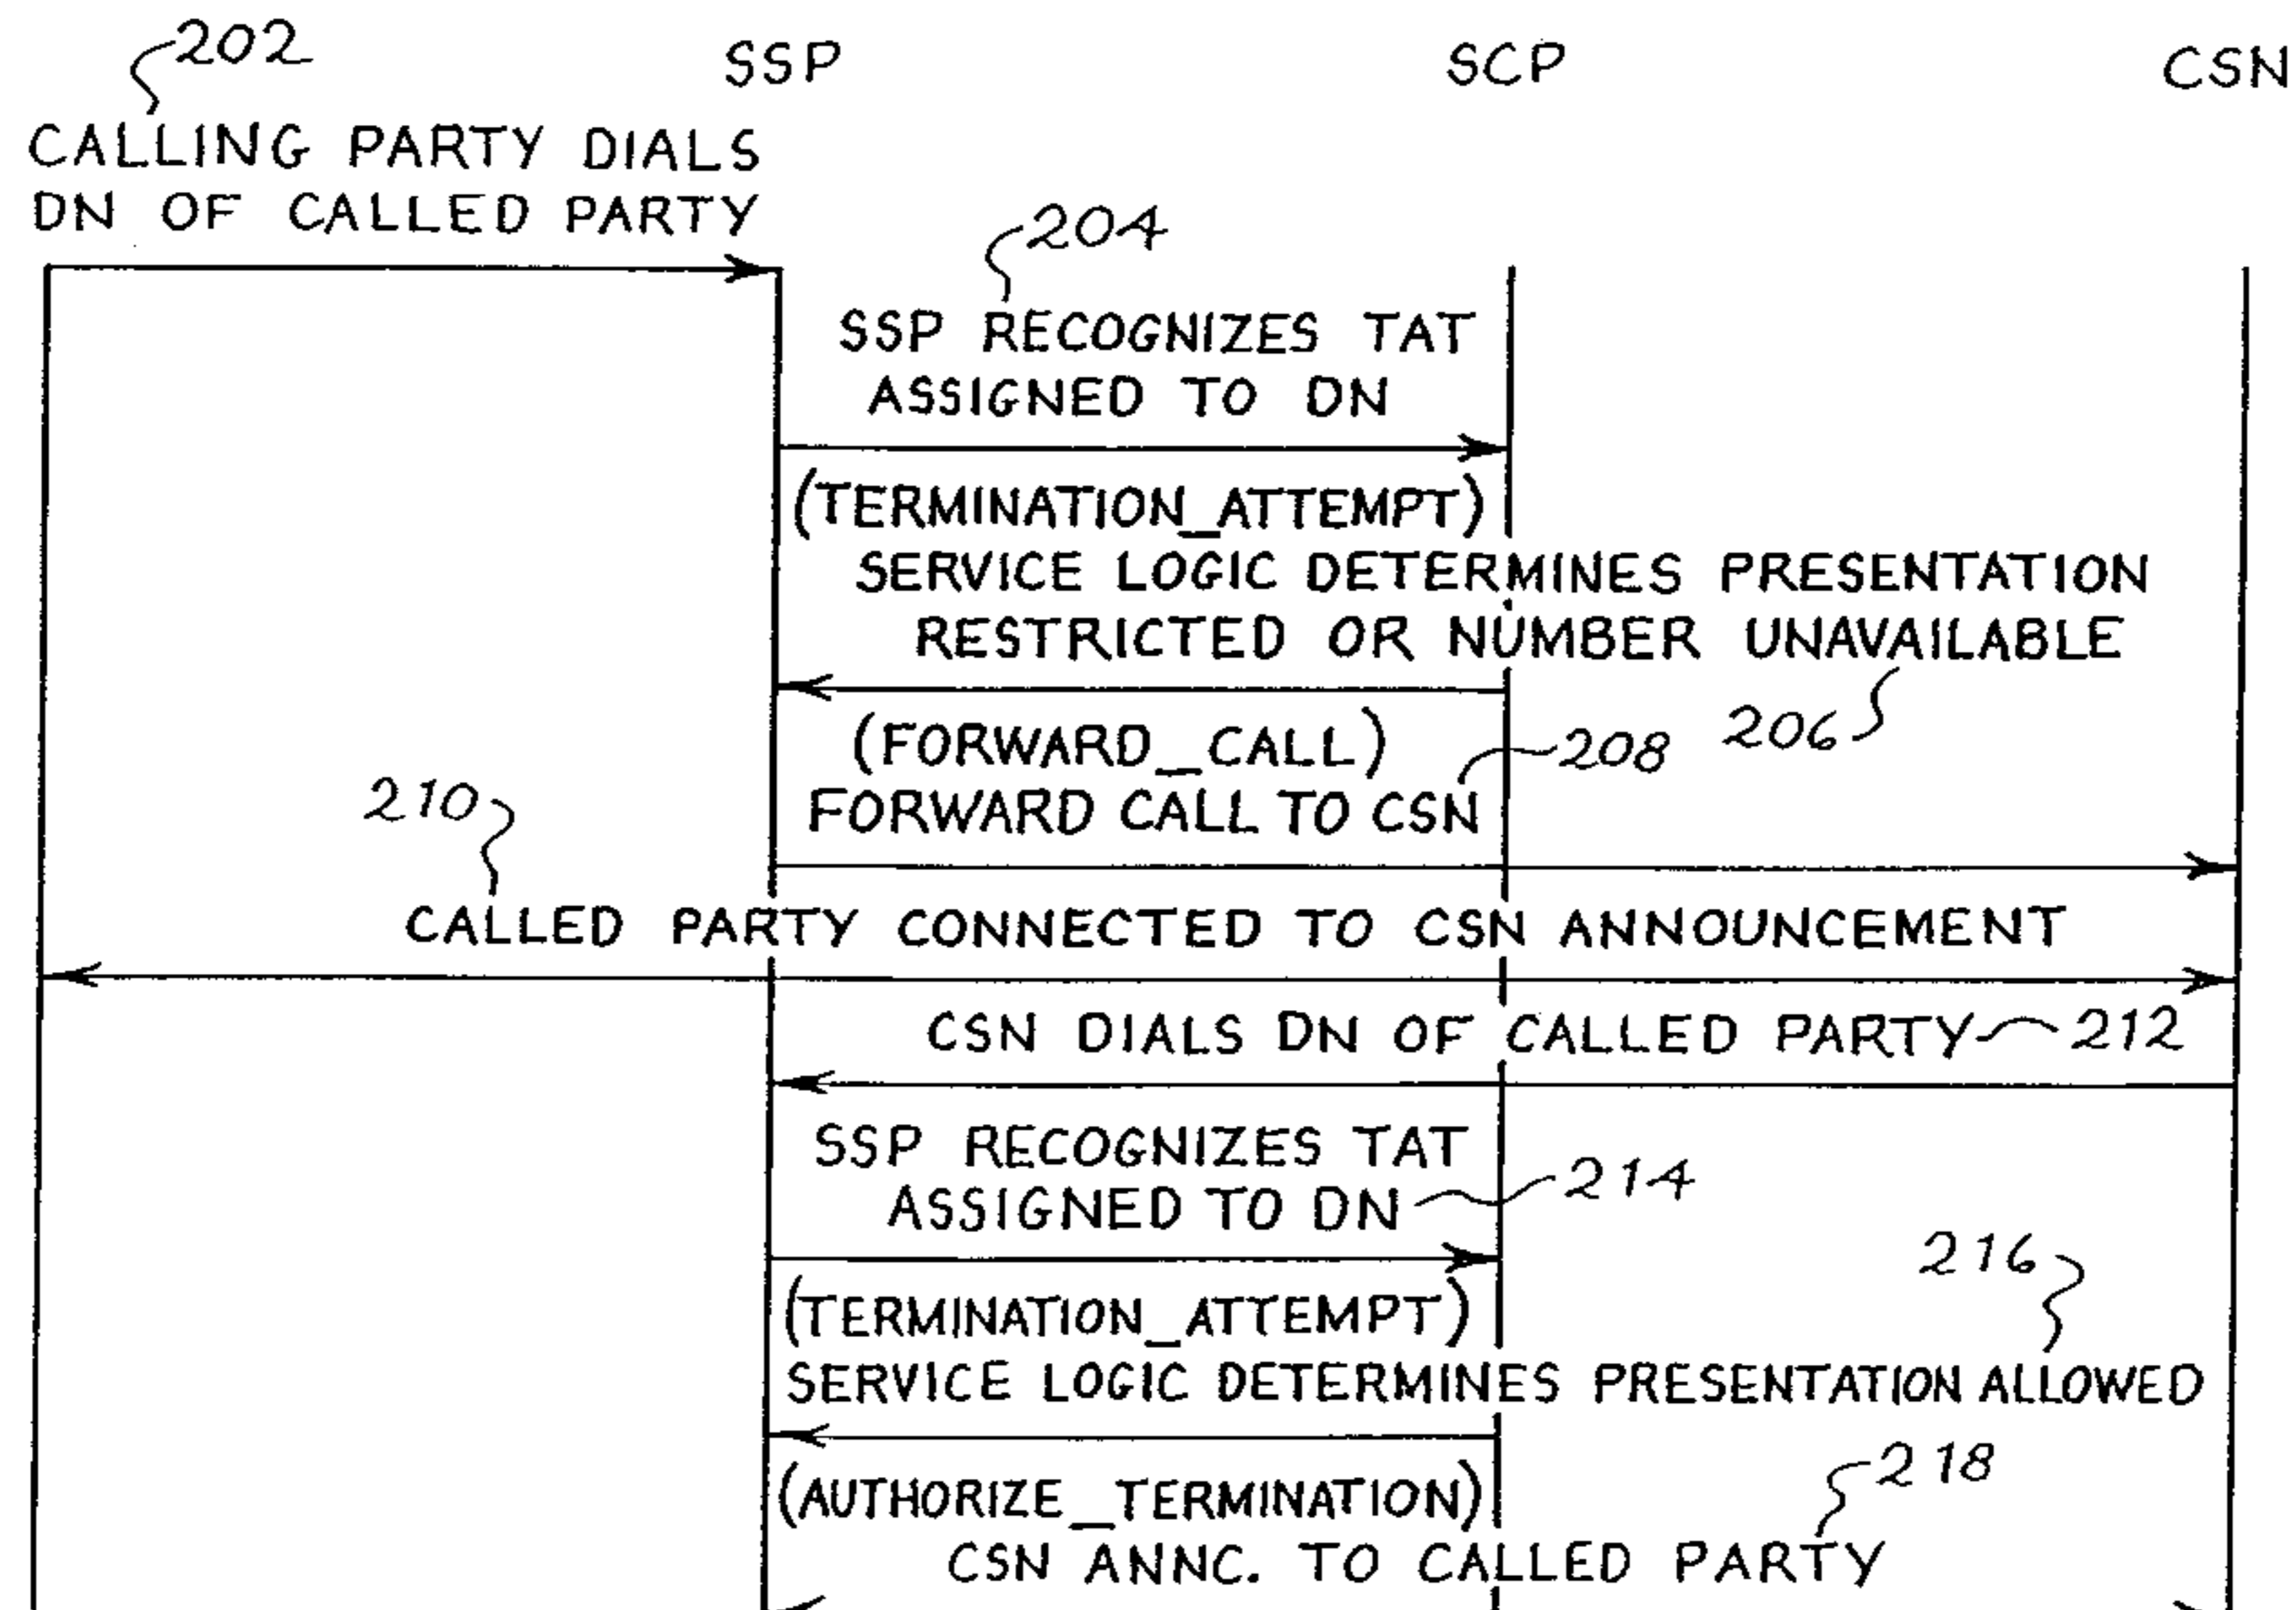 202
SSP
SCP
CSN
CALLING PARTY DIALS
DN OF CALLED PARTY
204
SSP RECOGNIZES TAT
ASSIGNED TO DN
(TERMINATION_ATTEMPT)
SERVICE LOGIC DETERMINES PRESENTATION
RESTRICTED OR NUMBER UNAVAILABLE
206
(FORWARD_CALL)
208
FORWARD CALL TO CSN
210
CALLED PARTY CONNECTED TO CSN ANNOUNCEMENT
CSN DIALS DN OF CALLED PARTY 212
SSP RECOGNIZES TAT
ASSIGNED TO DN 214
216
(TERMINATION_ATTEMPT)
SERVICE LOGIC DETERMINES PRESENTATION ALLOWED
218
(AUTHORIZE_TERMINATION)
CSN ANNC. TO CALLED PARTY